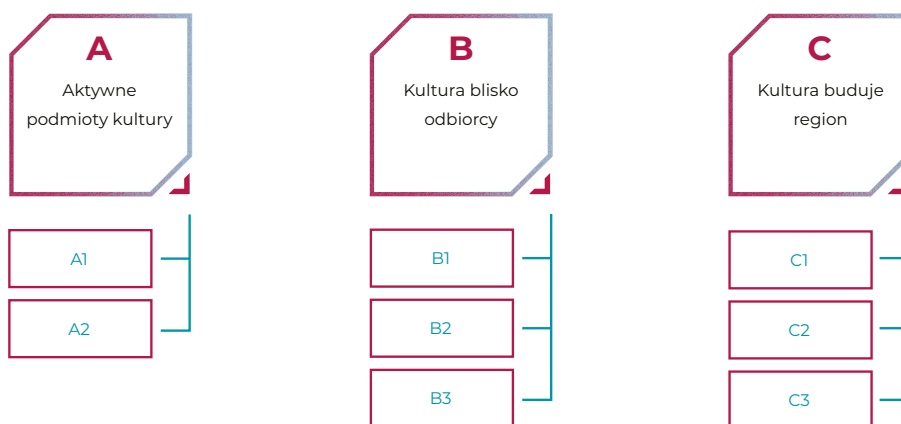 A
Aktywne
podmioty kultury
A1
A2
B
Kultura blisko
odbiorcy
B1
B2
B3
C
Kultura buduje
region
C1
C2
C3